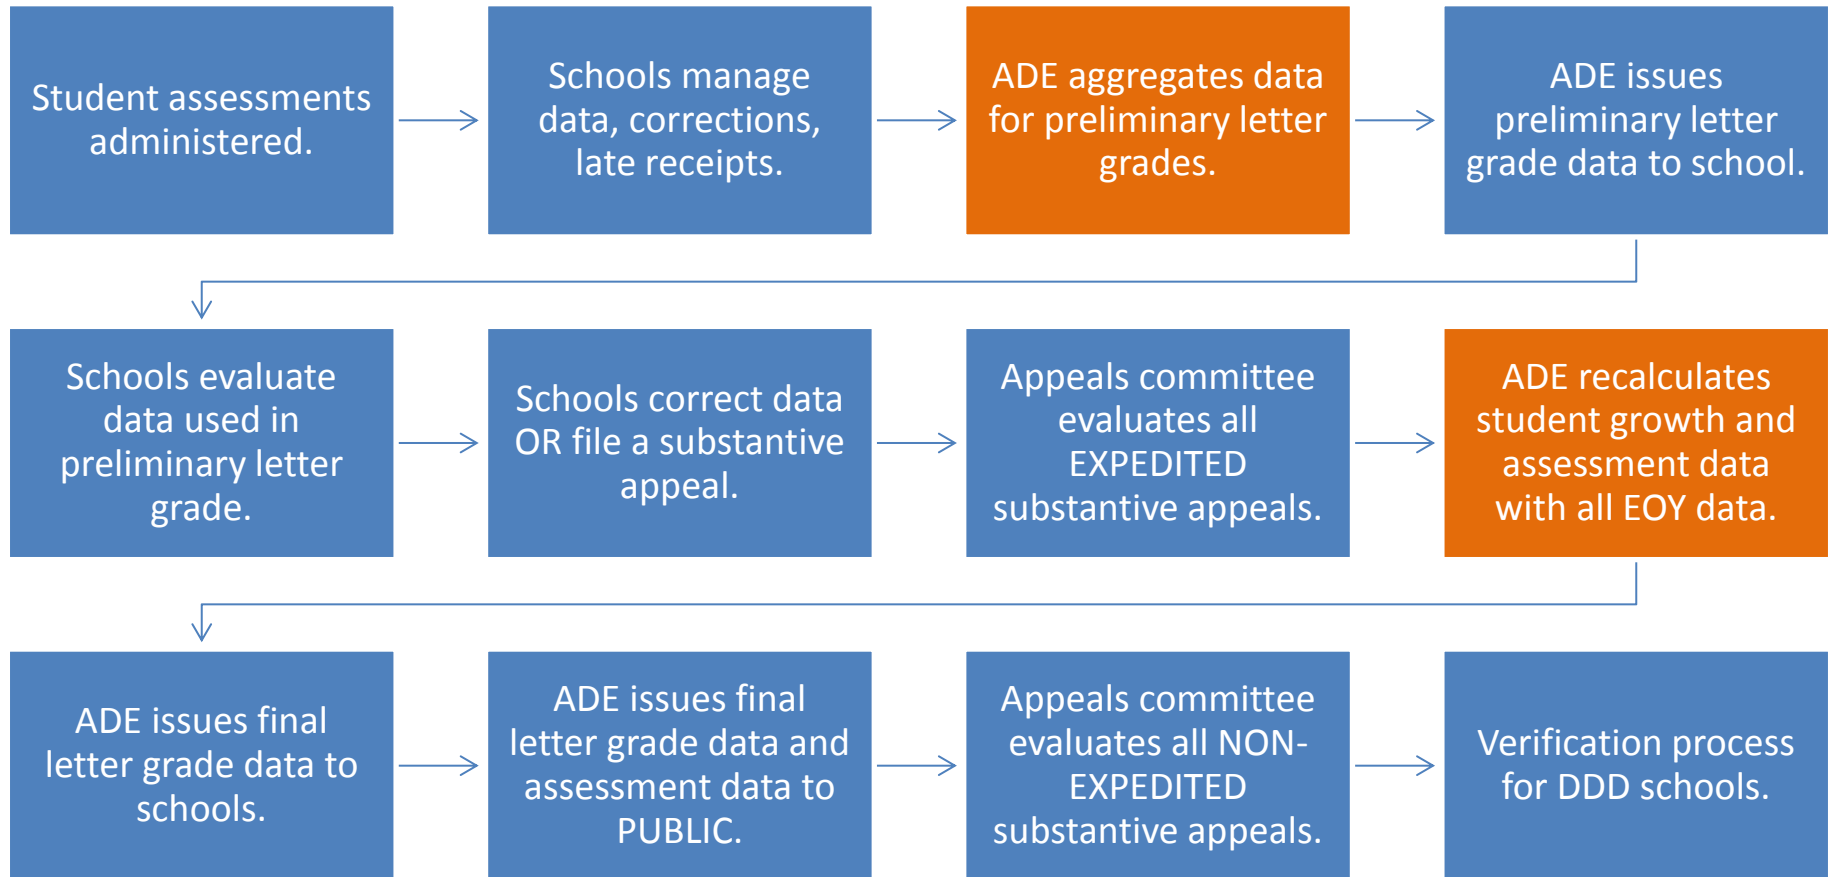 Student assessments
administered.
Schools manage
data, corrections,
late receipts.
ADE aggregates data
for preliminary letter
grades.
ADE issues
preliminary letter
grade data to school.
Schools evaluate
data used in
preliminary letter
grade.
Schools correct data
OR file a substantive
appeal.
Appeals committee
evaluates all
EXPEDITED
substantive appeals.
ADE recalculates
student growth and
assessment data
with all EOY data.
ADE issues final
letter grade data to
schools.
ADE issues final
letter grade data and
assessment data to
PUBLIC.
Appeals committee
evaluates all NON-
EXPEDITED
substantive appeals.
Verification process
for DDD schools.